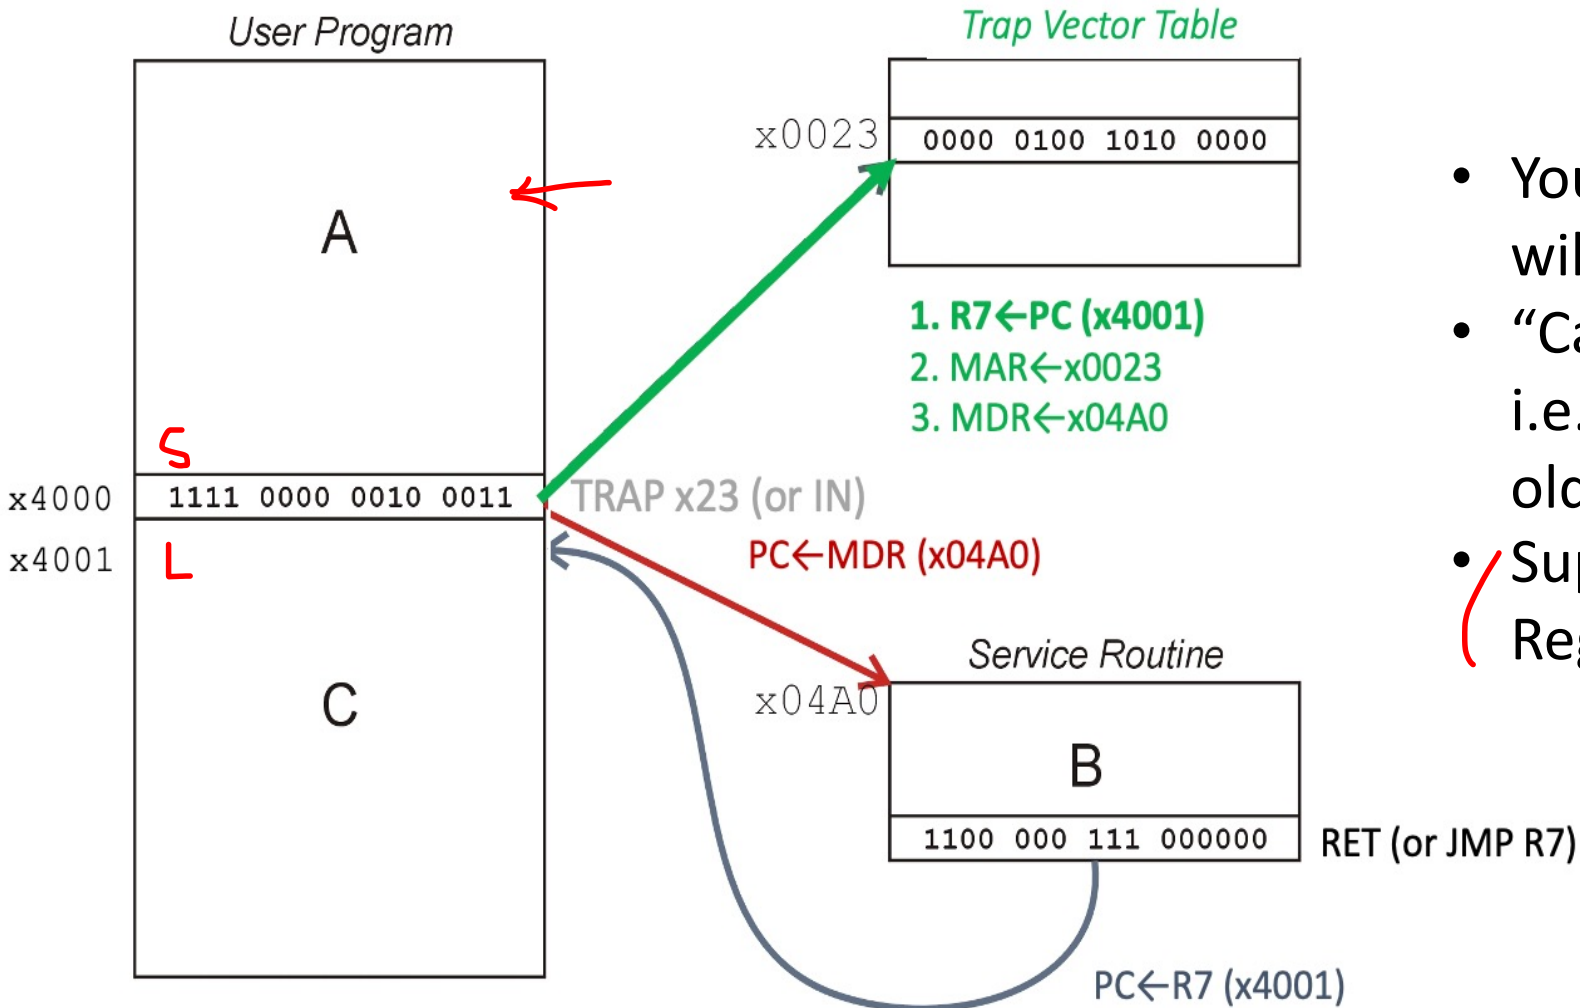 User Program
A
S
x4000 1111 0000 0010 0011
x4001 L
C
TRAP x23 (or IN)
Trap Vector Table
x0023 0000 0100 1010 0000
1. R7←PC (x4001)
2. MAR←x0023
3. MDR←x04A0
PC←MDR (x04A0)
Service Routine
x04A0
B
1100 000 111 000000 RET (or JMP R7)
PC←R7 (x4001)
• You
• “Ca
i.e.
old
• Sup
Reg